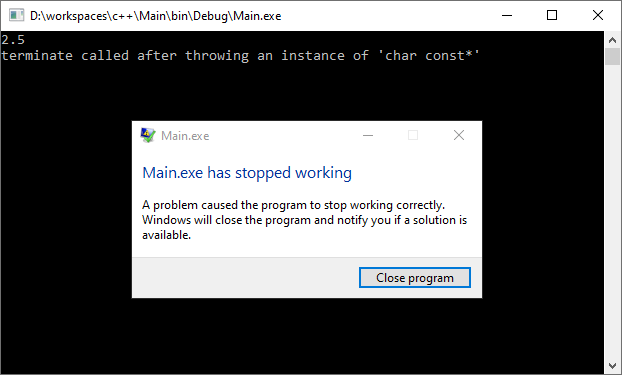 D:\workspaces\c++\Main\bin\Debug\Main.exe
2.5
terminate called after throwing an instance of 'char const*'
Main.exe
Main.exe has stopped working
A problem caused the program to stop working correctly.
Windows will close the program and notify you if a solution is
available.
Close program